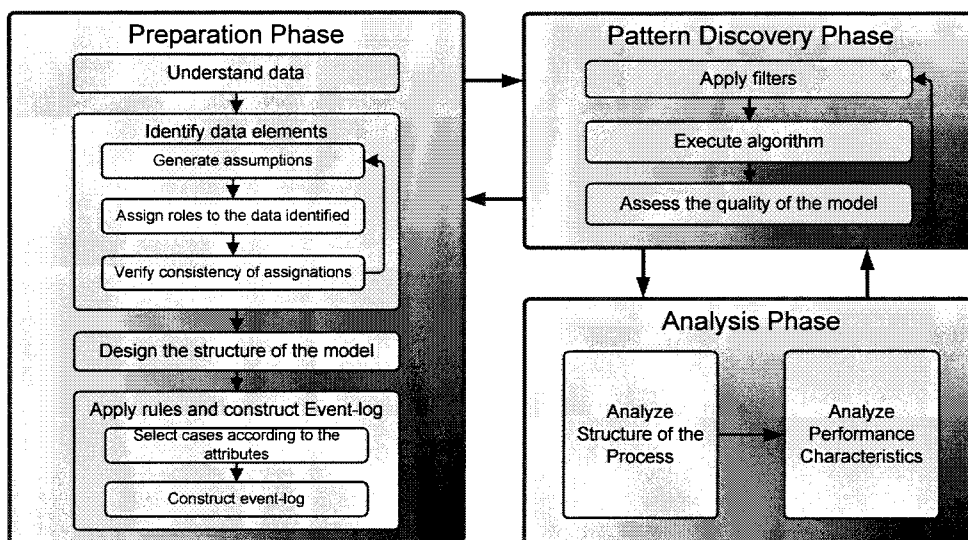 Preparation Phase
Understand data
Identify data elements
Generate assumptions
Assign roles to the data identified
Verify consistency of assignations
Design the structure of the model
Apply rules and construct Event-log
Select cases according to the
attributes
Construct event-log
Pattern Discovery Phase
Apply filters
Execute algorithm
Assess the quality of the model
Analysis Phase
Analyze
Structure of the
Process
Analyze
Performance
Characteristics